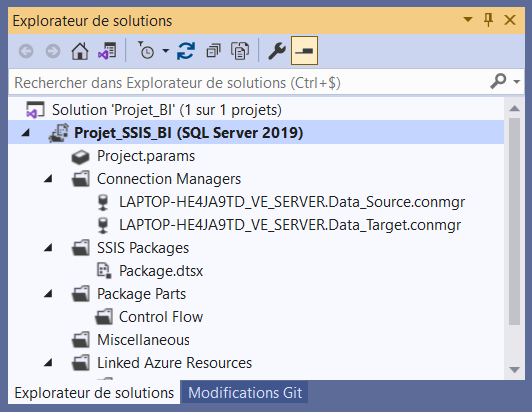 Explorateur de solutions
Rechercher dans Explorateur de solutions (Ctrl+$)
Solution 'Projet_BI' (1 sur 1 projets)
Projet_SSIS_BI (SQL Server 2019)
Project.params
Connection Managers
LAPTOP-HE4JA9TD_VE_SERVER.Data_Source.conmgr
LAPTOP-HE4JA9TD_VE_SERVER.Data_Target.conmgr
SSIS Packages
Package.dtsx
Package Parts
Control Flow
Miscellaneous
Linked Azure Resources
Explorateur de solutions Modifications Git